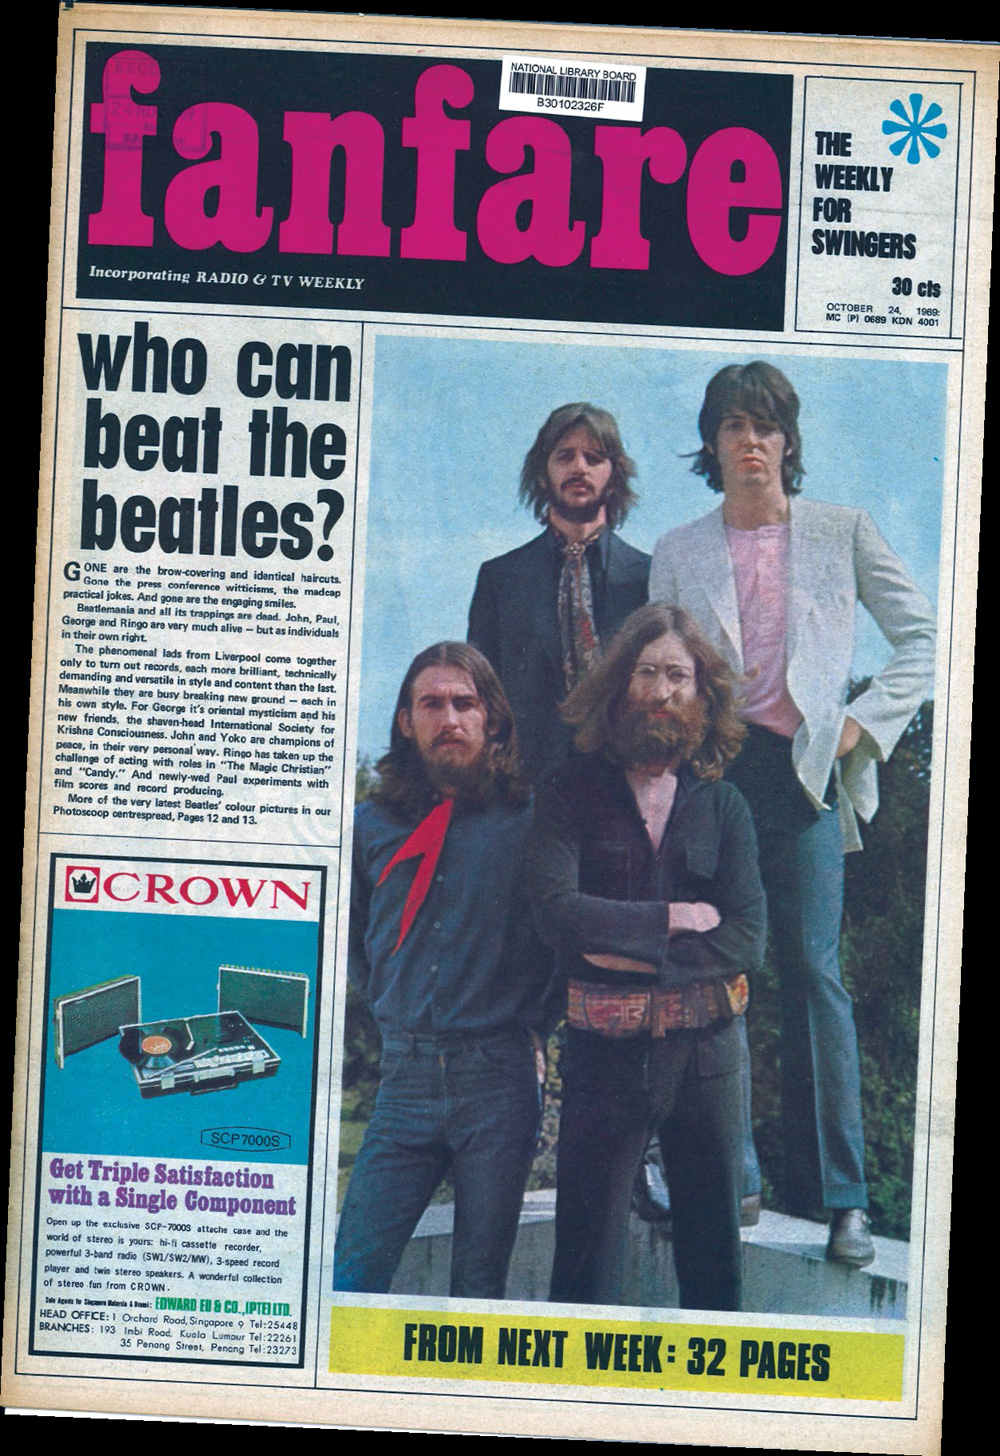 NATIONAL LIBRARY BOARD
B30102326F
fanfare
Incorporating RADIO & TV WEEKLY
THE
WEEKLY
FOR
SWINGERS
30 cts
OCTOBER 24, 1969:
MC (P) 0689 KDN 4001
who can
beat the
beatles?
GONE are the brow-covering and identical haircuts.
Gone the press conference witticisms, the madcap
practical jokes. And gone are the engaging smiles.
Beatlemania and all its trappings are dead. John, Paul,
George and Ringo are very much alive — but as individuals
in their own right.
The phenomenal lads from Liverpool come together
only to turn out records, each more brilliant, technically
demanding and versatile in style and content than the last.
Meanwhile they are busy breaking new ground — each in
his own style. For George it's oriental mysticism and his
new friends, the shaven-head International Society for
Krishna Consciousness. John and Yoko are champions of
peace, in their very personal way. Ringo has taken up the
challenge of acting with roles in "The Magic Christian"
and "Candy." And newly-wed Paul experiments with
film scores and record producing.
More of the very latest Beatles' colour pictures in our
Photoscoop centrespread, Pages 12 and 13.
CROWN
SCP7000S
Get Triple Satisfaction
with a Single Component
Open up the exclusive SCP-7000S attache case and the
world of stereo is yours: hi-fi cassette recorder,
powerful 3-band radio (SW1/SW2/MW), 3-speed record
player and twin stereo speakers. A wonderful collection
of stereo fun from CROWN.
Sole Agents for Singapore Malaysia & Brunei: EDWARD EU & CO., (PTE) LTD.
HEAD OFFICE: 1 Orchard Road, Singapore 9 Tel:25448
BRANCHES: 193 Imbi Road, Kuala Lumpur Tel:22261
35 Penang Street, Penang Tel:23273
FROM NEXT WEEK: 32 PAGES